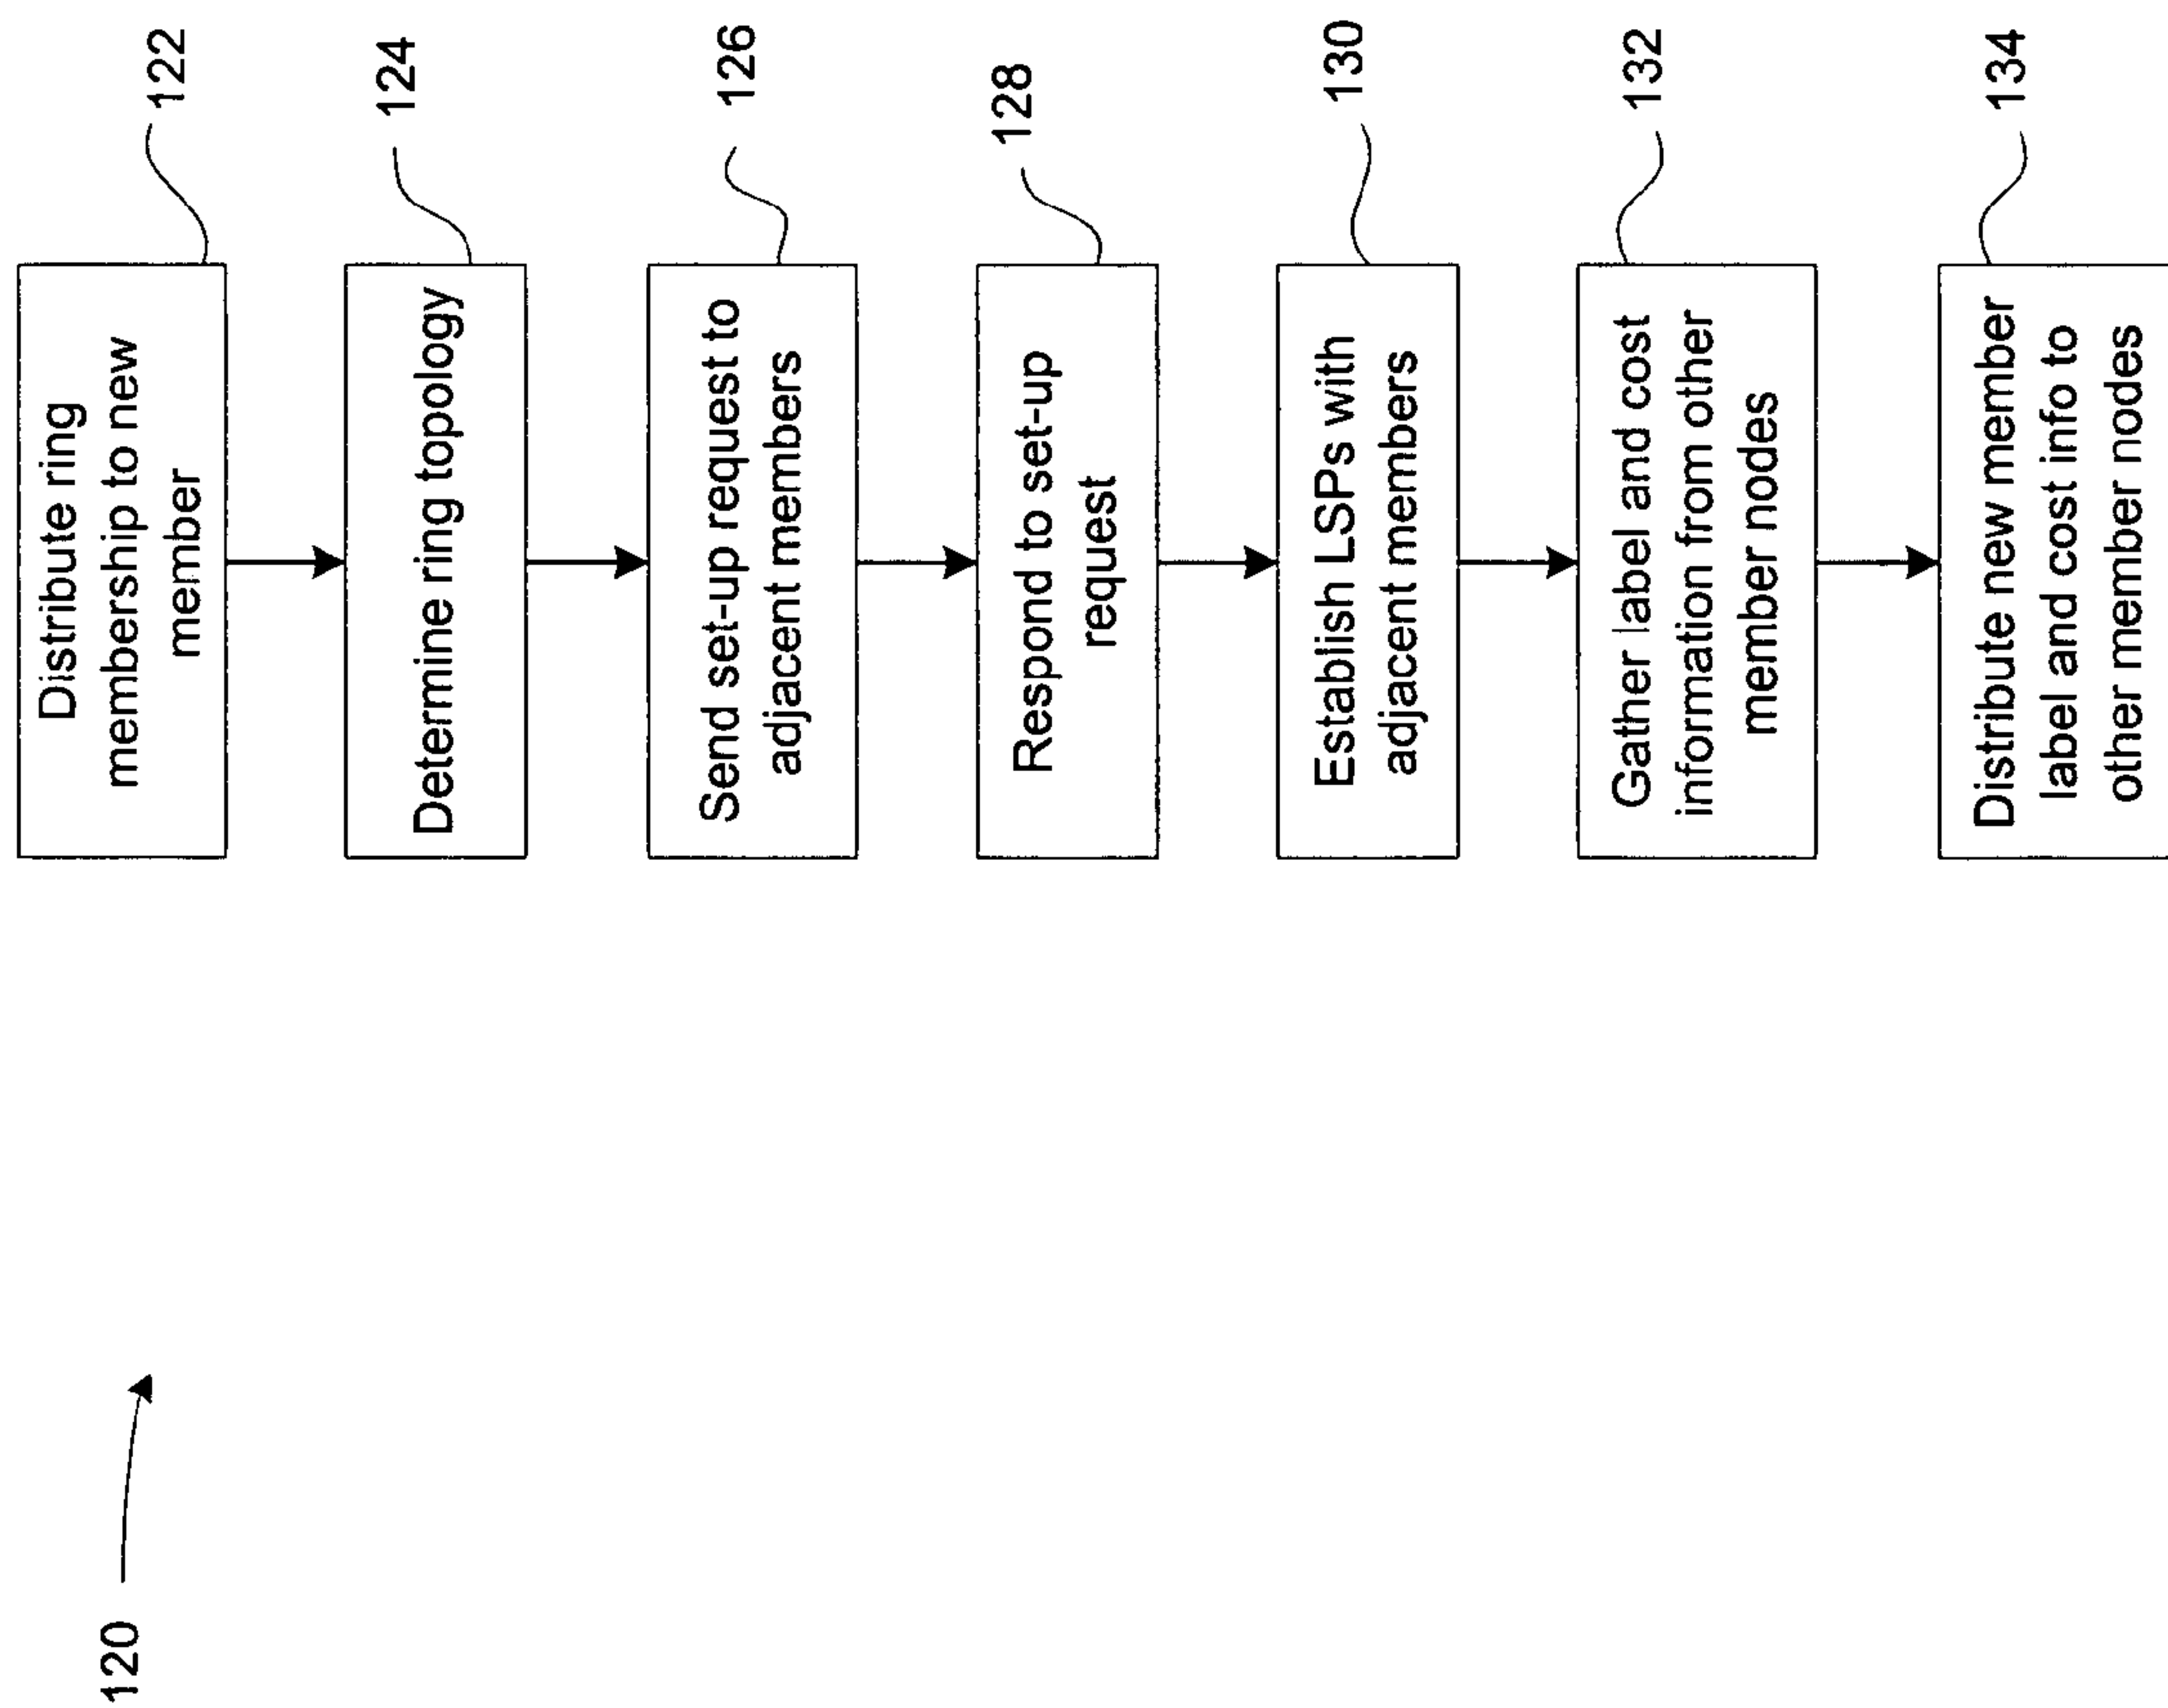 120
Distribute ring
membership to new
member
122
Determine ring topology
124
Send set-up request to
adjacent members
126
Respond to set-up
request
128
Establish LSPs with
adjacent members
130
Gather label and cost
information from other
member nodes
132
Distribute new member
label and cost info to
other member nodes
134